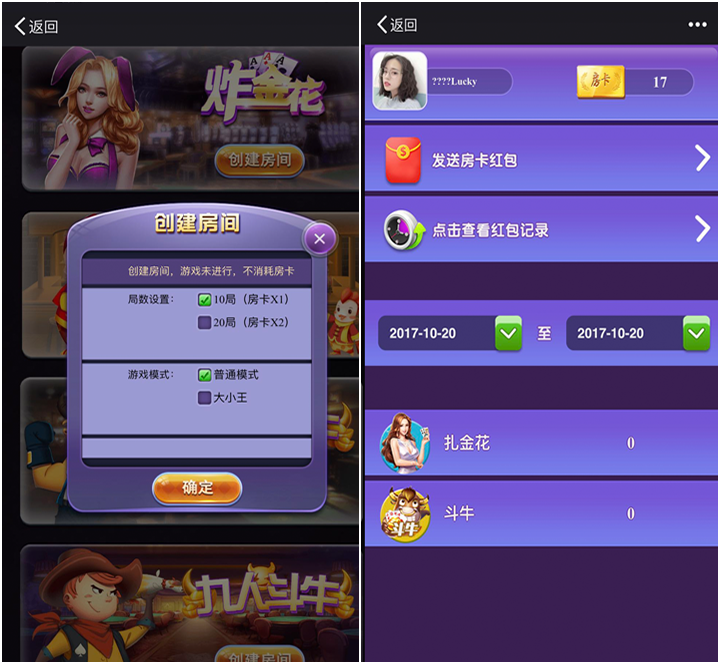 返回
炸金花
创建房间
创建房间
创建房间，游戏未进行，不消耗房卡
局数设置：
10局（房卡X1）
20局（房卡X2）
游戏模式：
普通模式
大小王
确定
九人斗牛
创建房间
返回
????Lucky
房卡
17
发送房卡红包
点击查看红包记录
2017-10-20 至 2017-10-20
扎金花 0
斗牛
斗牛 0